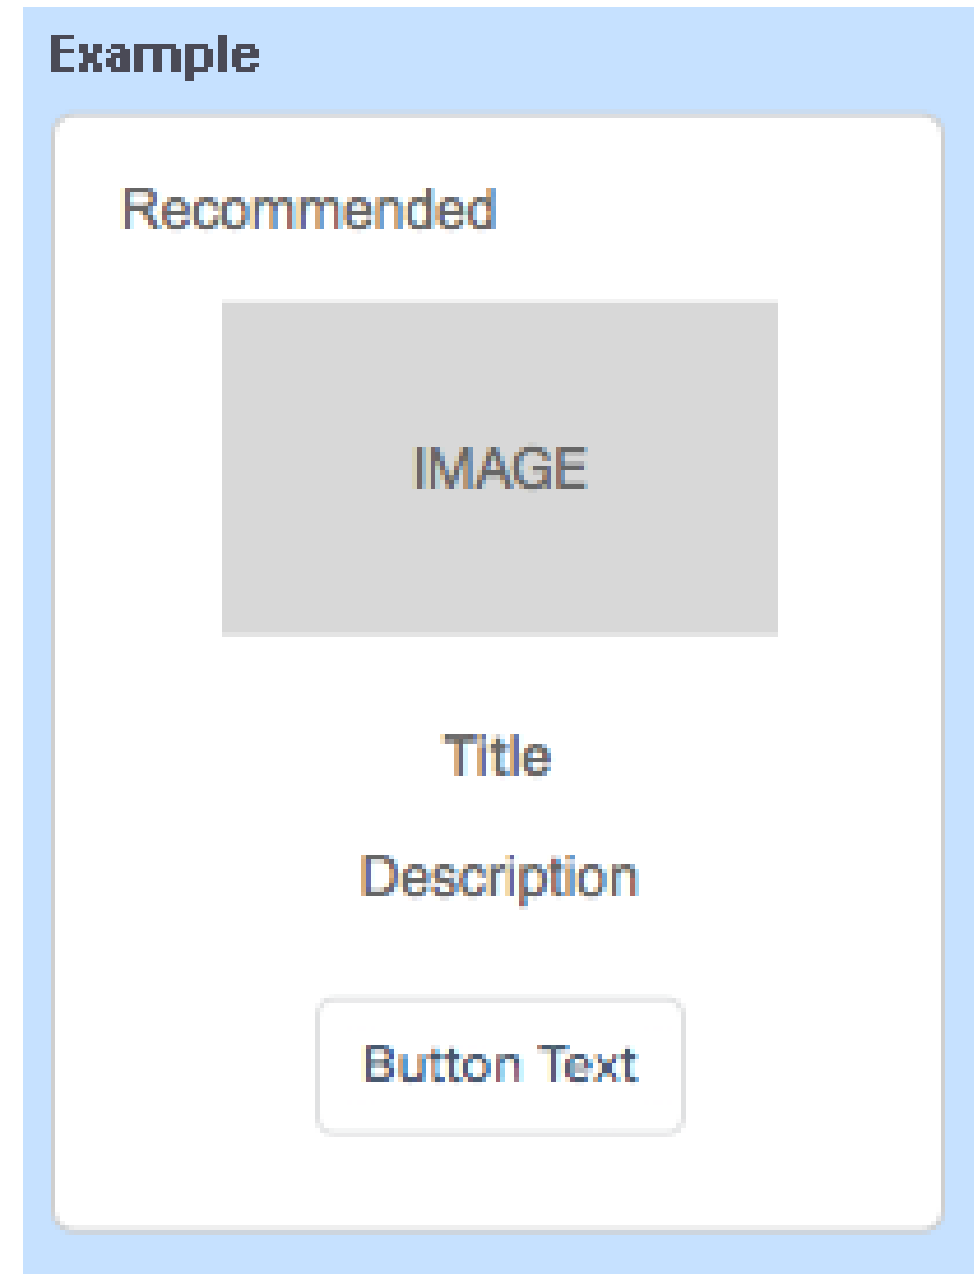 Example
Recommended
IMAGE
Title
Description
Button Text